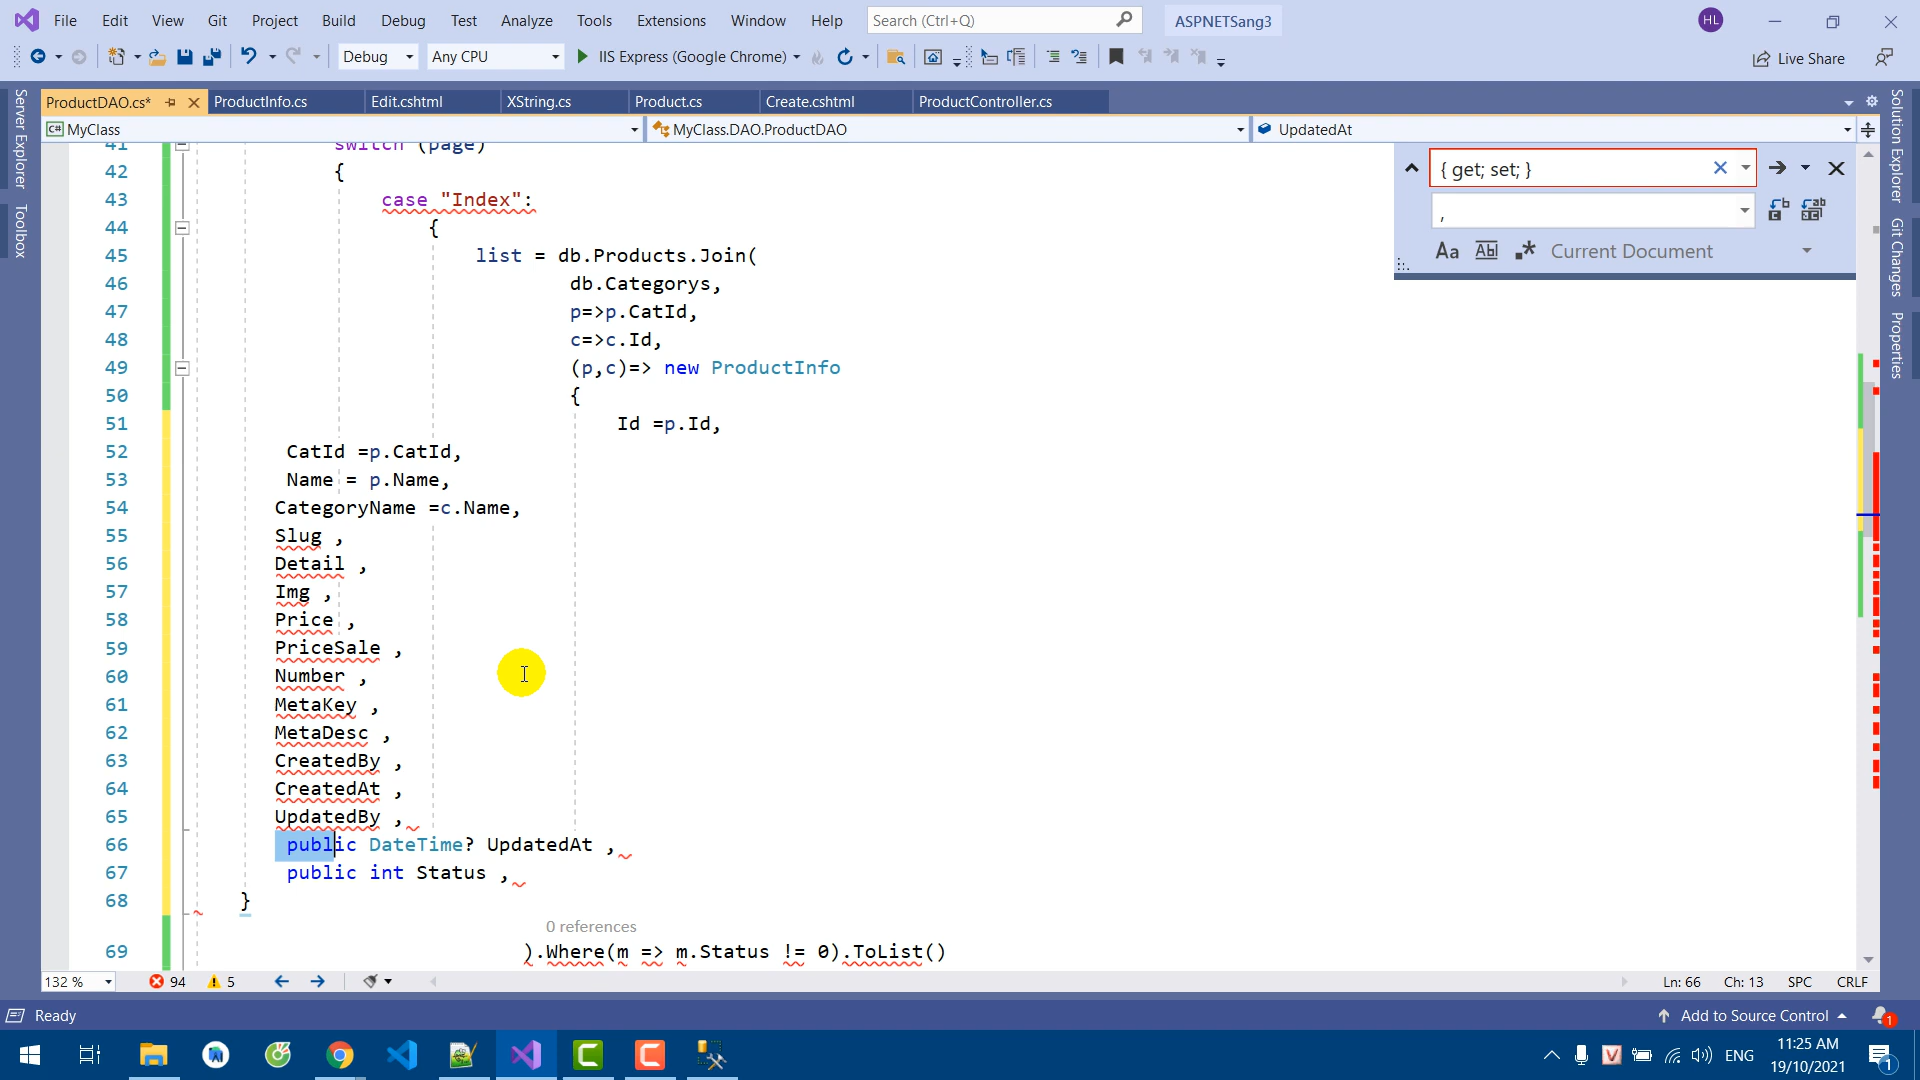 File Edit View Git Project Build Debug Test Analyze Tools Extensions Window Help Search (Ctrl+Q) ASPNETSang3 HL
Debug Any CPU IIS Express (Google Chrome) Live Share
ProductDAO.cs* ProductInfo.cs Edit.cshtml XString.cs Product.cs Create.cshtml ProductController.cs
C# MyClass MyClass.DAO.ProductDAO UpdatedAt
Server Explorer
Toolbox
Solution Explorer
Git Changes
Properties
{ get; set; }
,
Aa Abl Current Document
41 switch (page)
42 {
43 case "Index":
44 {
45 list = db.Products.Join(
46 db.Categorys,
47 p=>p.CatId,
48 c=>c.Id,
49 (p,c)=> new ProductInfo
50 {
51 Id =p.Id,
52 CatId =p.CatId,
53 Name = p.Name,
54 CategoryName =c.Name,
55 Slug ,
56 Detail ,
57 Img ,
58 Price ,
59 PriceSale ,
60 Number ,
61 MetaKey ,
62 MetaDesc ,
63 CreatedBy ,
64 CreatedAt ,
65 UpdatedBy ,
66 public DateTime? UpdatedAt ,
67 public int Status ,
68 }
0 references
69 ).Where(m => m.Status != 0).ToList()
132 % 94 5 Ln: 66 Ch: 13 SPC CRLF
Ready Add to Source Control 1
ENG 11:25 AM
19/10/2021 1